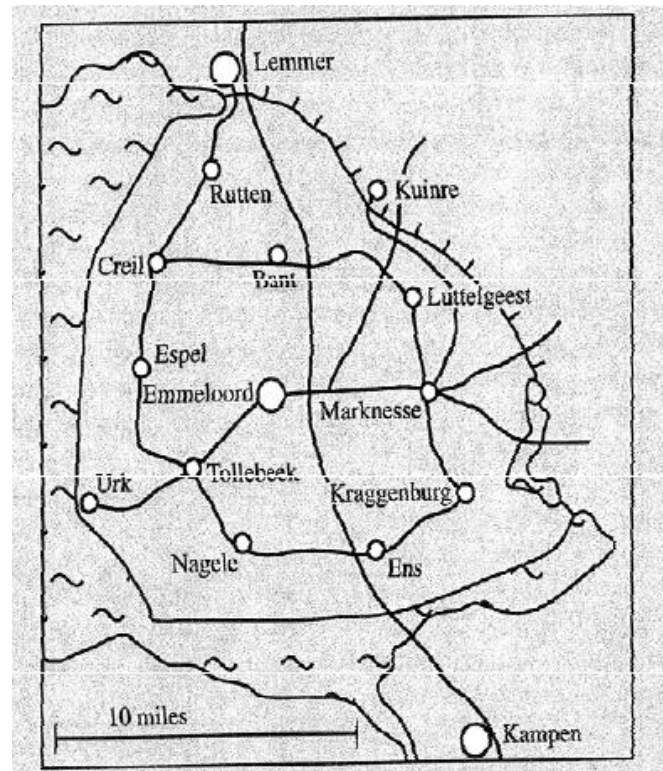 Lemmer
Kuinre
Rutten
Creil
Bant
Luttelgeest
Espel
Emmeloord
Marknesse
Tollebeek
Urk
Kraggenburg
Nagele
Ens
10 miles
Kampen